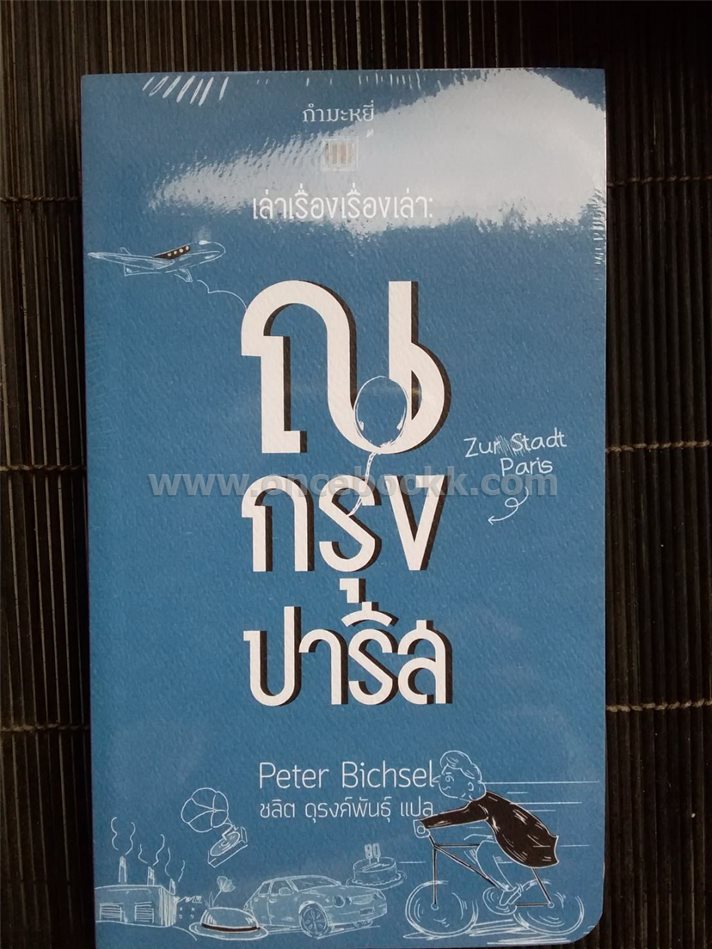 กำมะหยี่
เล่าเรื่องเรื่องเล่า:
ณ
Zur Stadt
Paris
www.oncebookk.com
กรุง
ปารีส
Peter Bichsel
ชลิต ดุรงค์พันธุ์ แปล
80